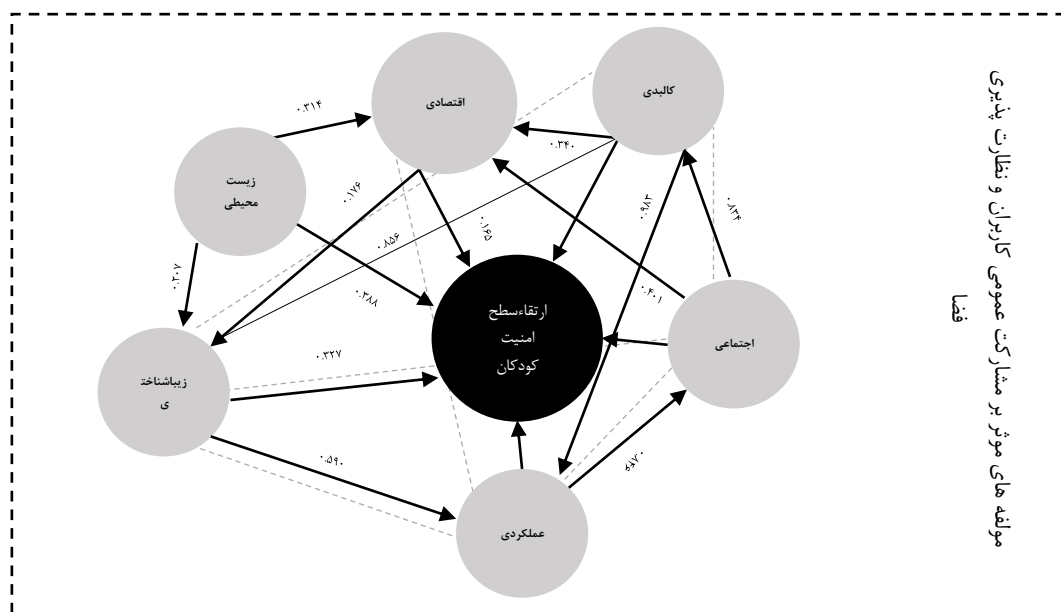 مولفه های موثر بر مشارکت عمومی کاربران و نظارت پذیری
فضا
کالبدی
اقتصادی
۰.۳۱۴
زیست
محیطی
۰.۳۴۰
۰.۱۷۶
۰.۹۸۳
۰.۸۳۴
۰.۱۶۵
۰.۸۵۶
۰.۲۰۷
۰.۳۸۸
۰.۴۰۱
ارتقاءسطح
امنیت
کودکان
اجتماعی
۰.۳۲۷
زیباشناخت
ی
۰.۵۹۰
عملکردی